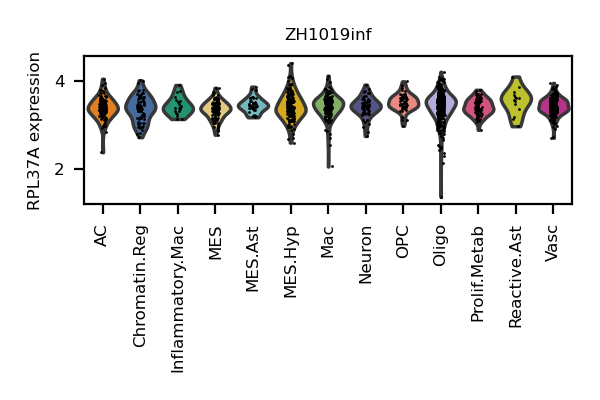 ZH1019inf
RPL37A expression
4
2
AC
Chromatin.Reg
Inflammatory.Mac
MES
MES.Ast
MES.Hyp
Mac
Neuron
OPC
Oligo
Prolif.Metab
Reactive.Ast
Vasc